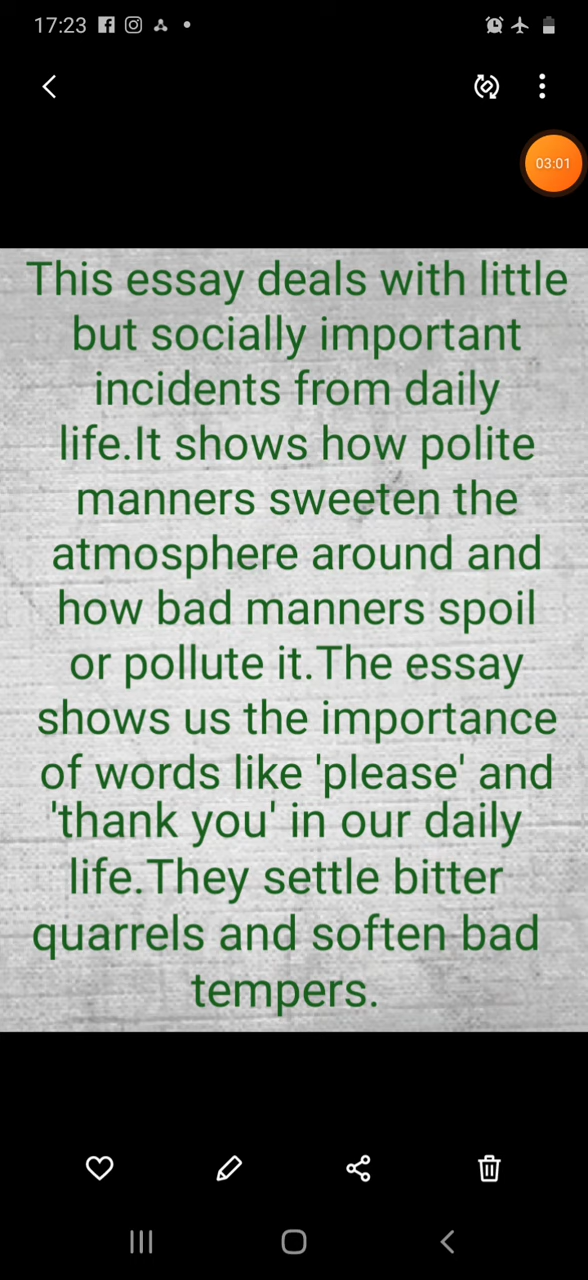 17:23
03:01
This essay deals with little
but socially important
incidents from daily
life.It shows how polite
manners sweeten the
atmosphere around and
how bad manners spoil
or pollute it.The essay
shows us the importance
of words like 'please' and
'thank you' in our daily
life.They settle bitter
quarrels and soften bad
tempers.